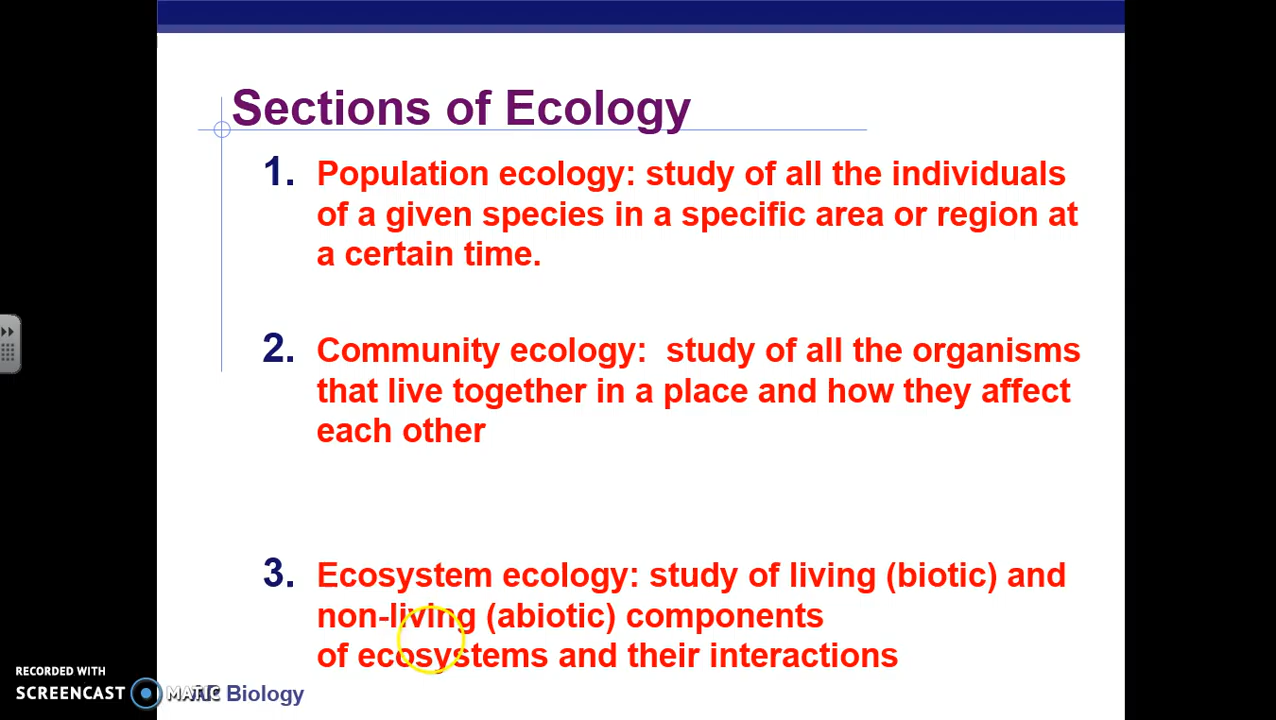 Sections of Ecology
1. Population ecology: study of all the individuals
of a given species in a specific area or region at
a certain time.
2. Community ecology: study of all the organisms
that live together in a place and how they affect
each other
3. Ecosystem ecology: study of living (biotic) and
non-living (abiotic) components
of ecosystems and their interactions
RECORDED WITH
SCREENCAST MATIC
AP Biology